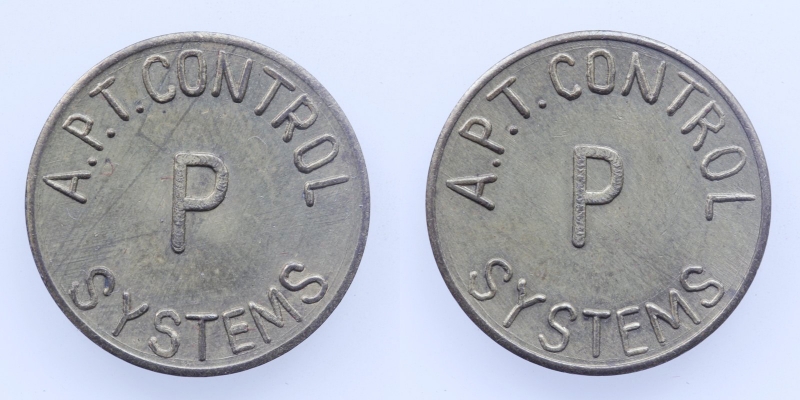 A.P.T. CONTROL
P
SYSTEMS
A.P.T. CONTROL
P
SYSTEMS